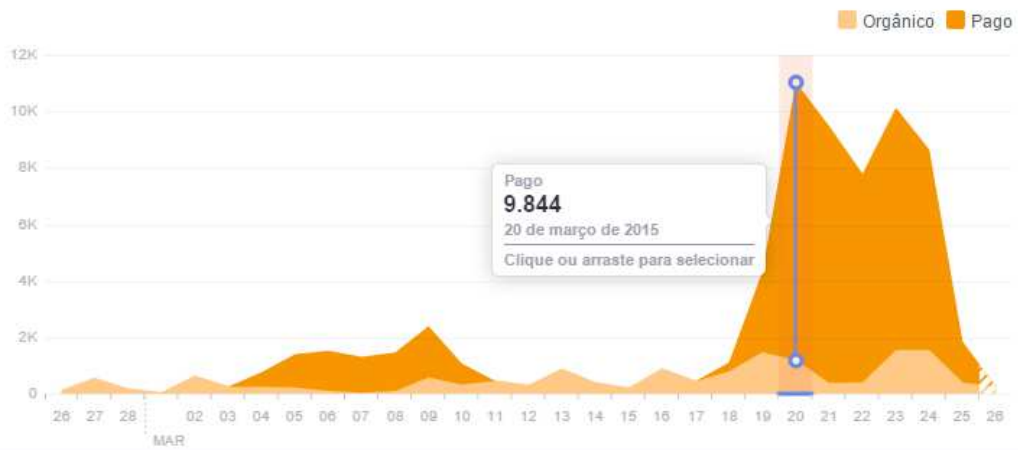 Orgânico Pago
12K
10K
8K
Pago
9.844
6K
20 de março de 2015
Clique ou arraste para selecionar
4K
2K
0
26 27 28 02 03 04 05 06 07 08 09 10 11 12 13 14 15 16 17 18 19 20 21 22 23 24 25 26
MAR